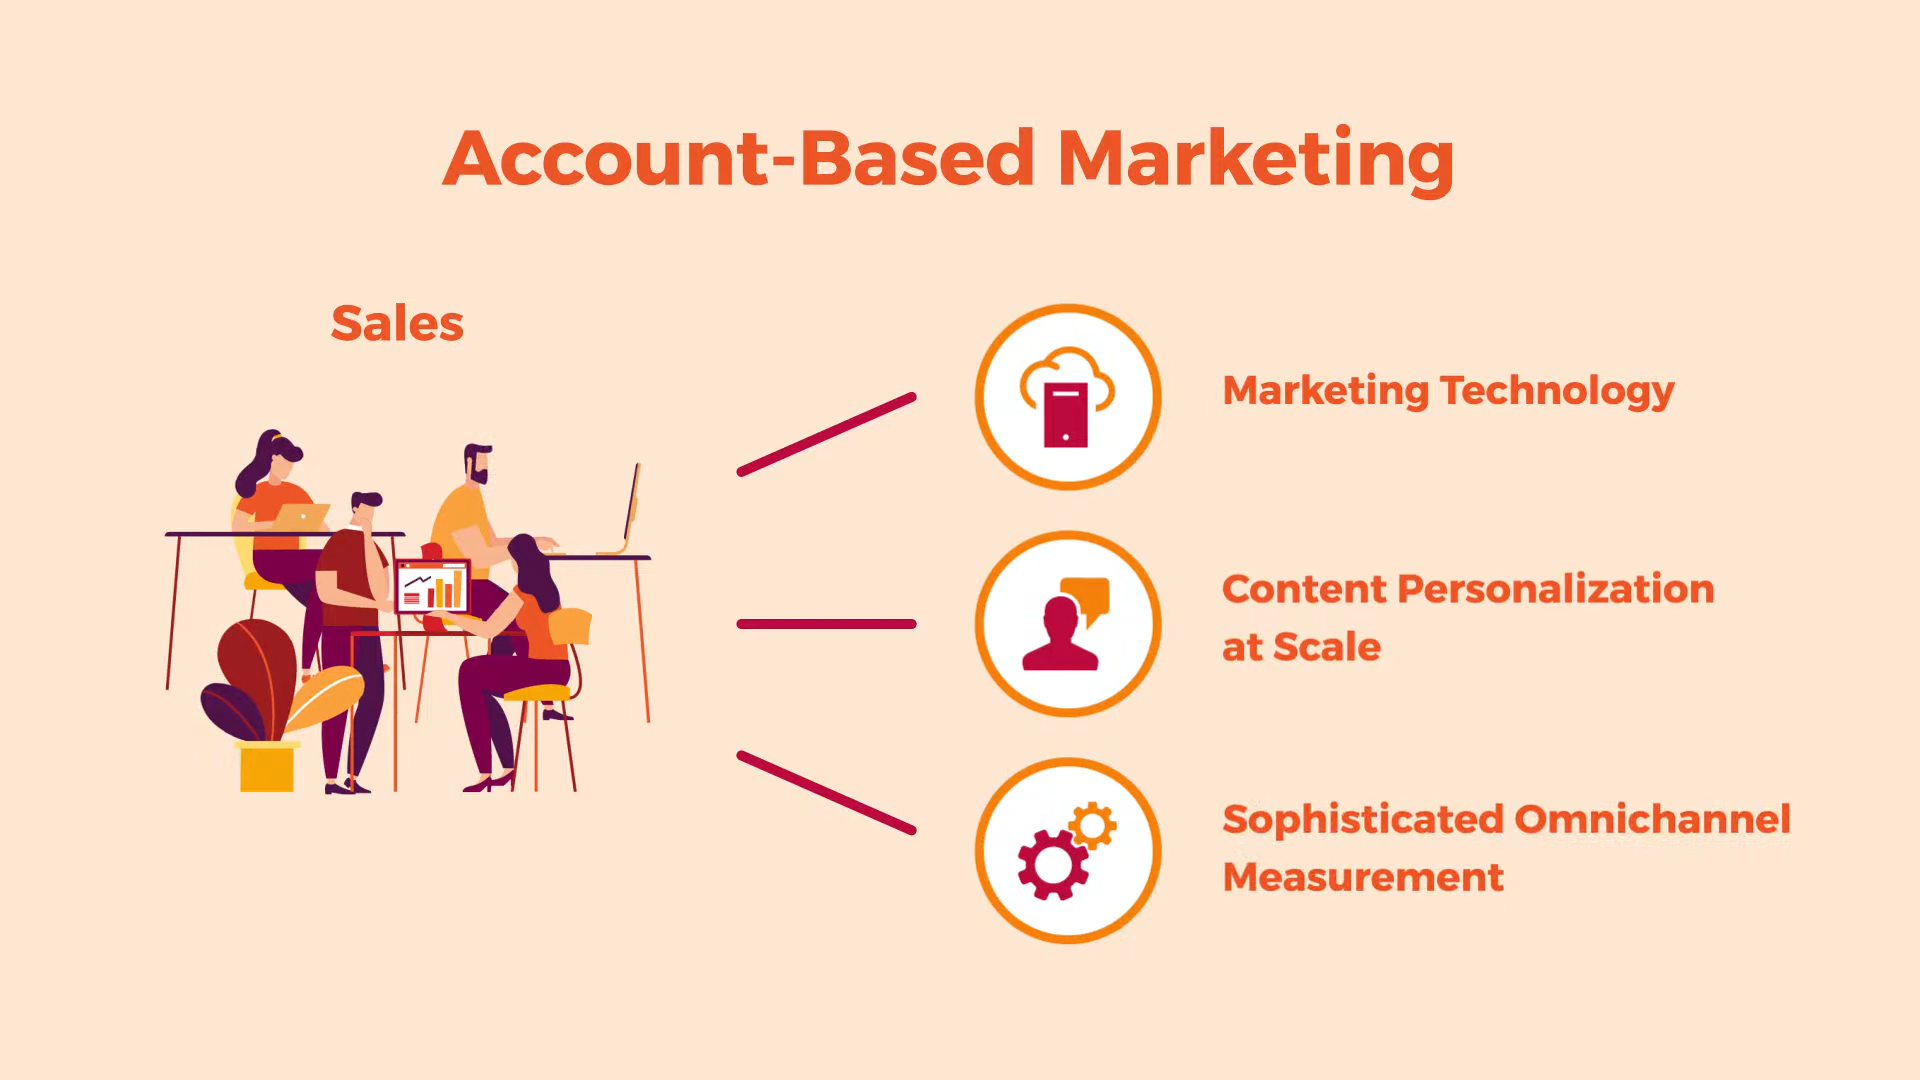 Account-Based Marketing
Sales
Marketing Technology
Content Personalization
at Scale
Sophisticated Omnichannel
Measurement